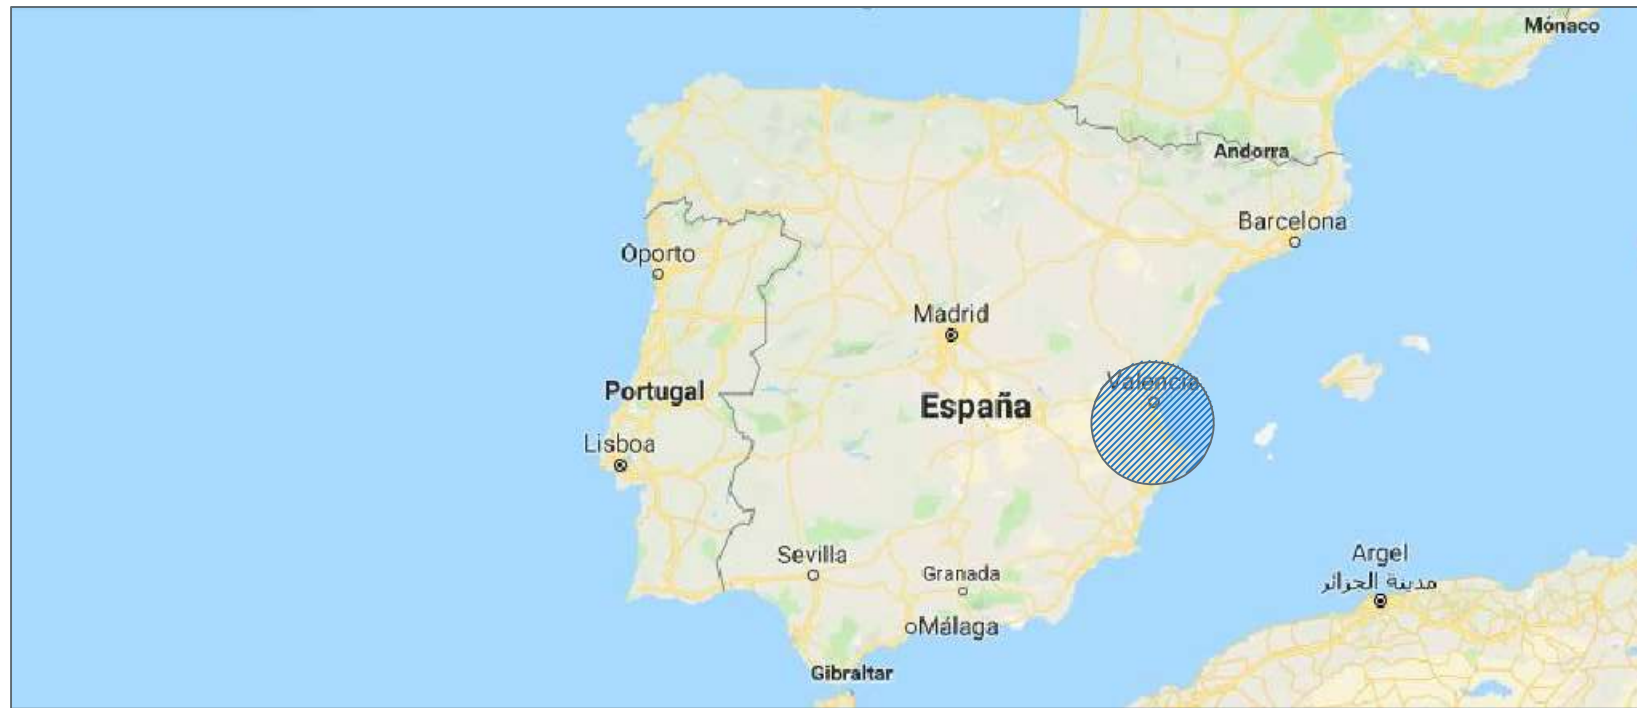 Mónaco
Andorra
Barcelona
Oporto
Madrid
Valencia
Portugal
España
Lisboa
Sevilla
Granada
Argel
مدينة الجزائر
Málaga
Gibraltar